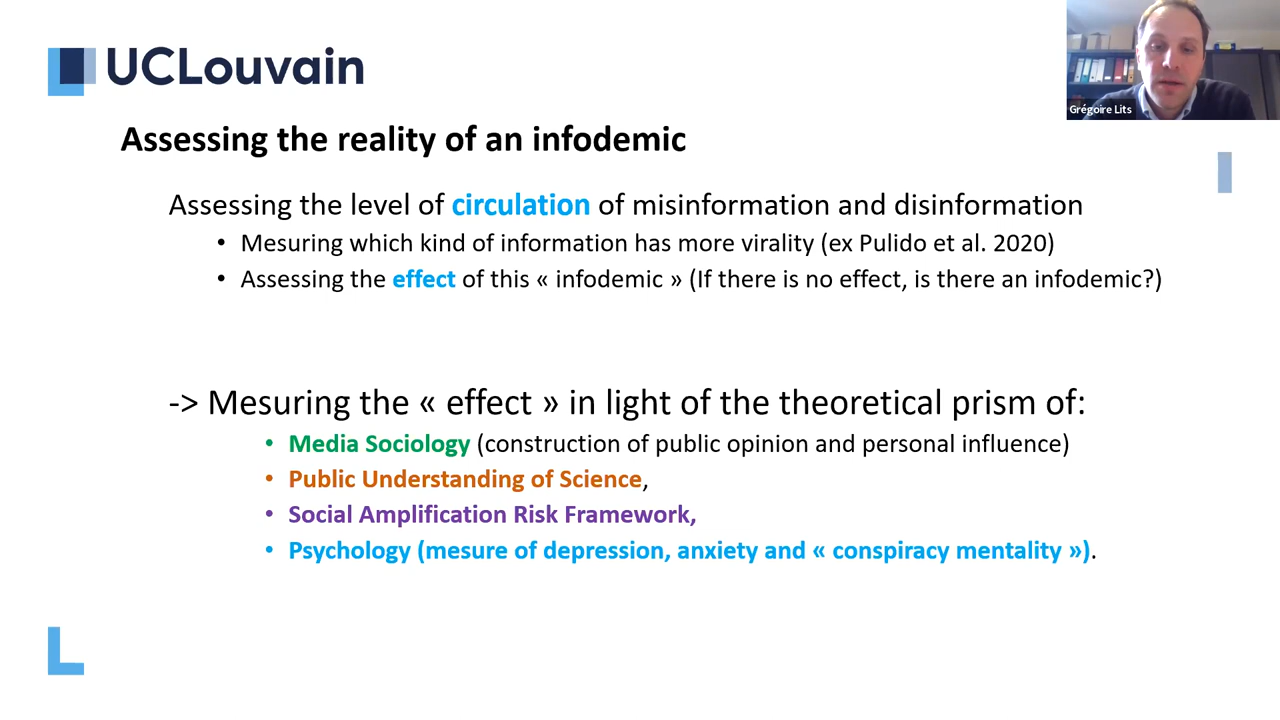 UCLouvain
Grégoire Lits
Assessing the reality of an infodemic
Assessing the level of circulation of misinformation and disinformation
• Mesuring which kind of information has more virality (ex Pulido et al. 2020)
• Assessing the effect of this « infodemic » (If there is no effect, is there an infodemic?)
-> Mesuring the « effect » in light of the theoretical prism of:
• Media Sociology (construction of public opinion and personal influence)
• Public Understanding of Science,
• Social Amplification Risk Framework,
• Psychology (mesure of depression, anxiety and « conspiracy mentality »).